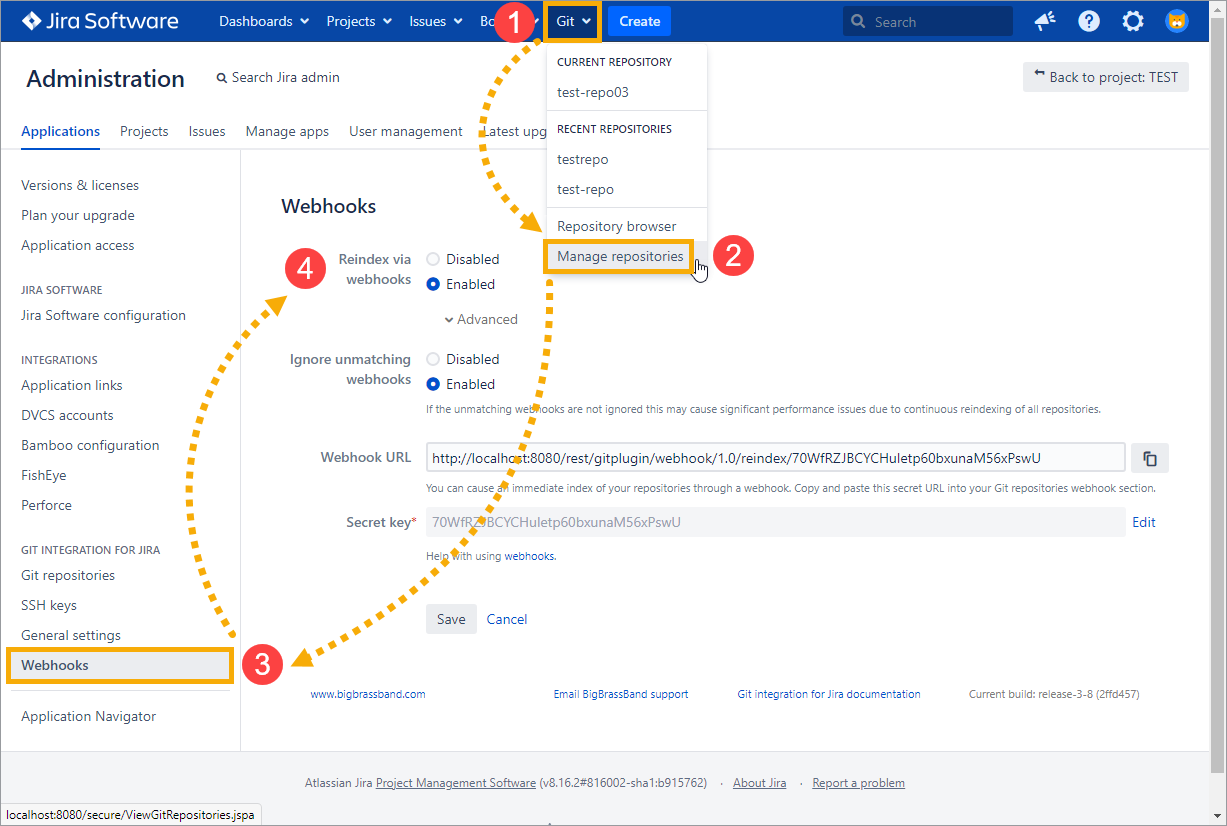 Jira Software Dashboards Projects Issues Bo 1 Git Create Search
CURRENT REPOSITORY
test-repo03
RECENT REPOSITORIES
testrepo
test-repo
Repository browser
Manage repositories
2
Administration Search Jira admin Back to project: TEST
Applications Projects Issues Manage apps User management Latest upg
Versions & licenses
Plan your upgrade
Application access
JIRA SOFTWARE
Jira Software configuration
INTEGRATIONS
Application links
DVCS accounts
Bamboo configuration
FishEye
Perforce
GIT INTEGRATION FOR JIRA
Git repositories
SSH keys
General settings
Webhooks
3
Application Navigator
Webhooks
4
Reindex via webhooks
Disabled
Enabled
Advanced
Ignore unmatching webhooks
Disabled
Enabled
If the unmatching webhooks are not ignored this may cause significant performance issues due to continuous reindexing of all repositories.
Webhook URL http://localhost:8080/rest/gitplugin/webhook/1.0/reindex/70WfRZJBCYCHuletp60bxunaM56xPswU
You can cause an immediate index of your repositories through a webhook. Copy and paste this secret URL into your Git repositories webhook section.
Secret key* 70WfRZJBCYCHuletp60bxunaM56xPswU Edit
Help with using webhooks.
Save Cancel
www.bigbrassband.com Email BigBrassBand support Git integration for Jira documentation Current build: release-3-8 (2ffd457)
Atlassian Jira Project Management Software (v8.16.2#816002-sha1:b915762) · About Jira · Report a problem
localhost:8080/secure/ViewGitRepositories.jspa